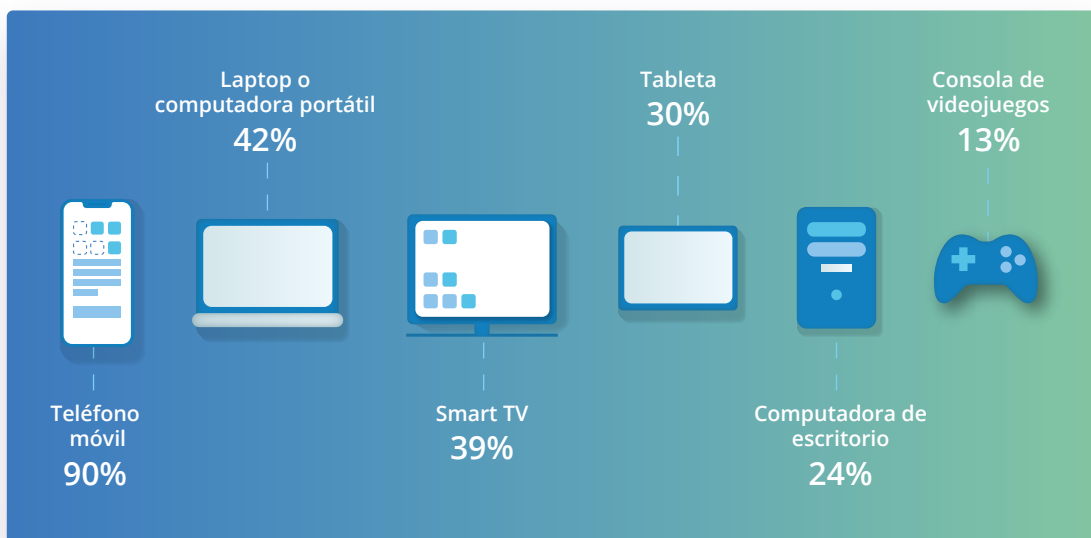 Laptop o
computadora portátil
42%
Tableta
30%
Consola de
videojuegos
13%
Teléfono
móvil
90%
Smart TV
39%
Computadora de
escritorio
24%